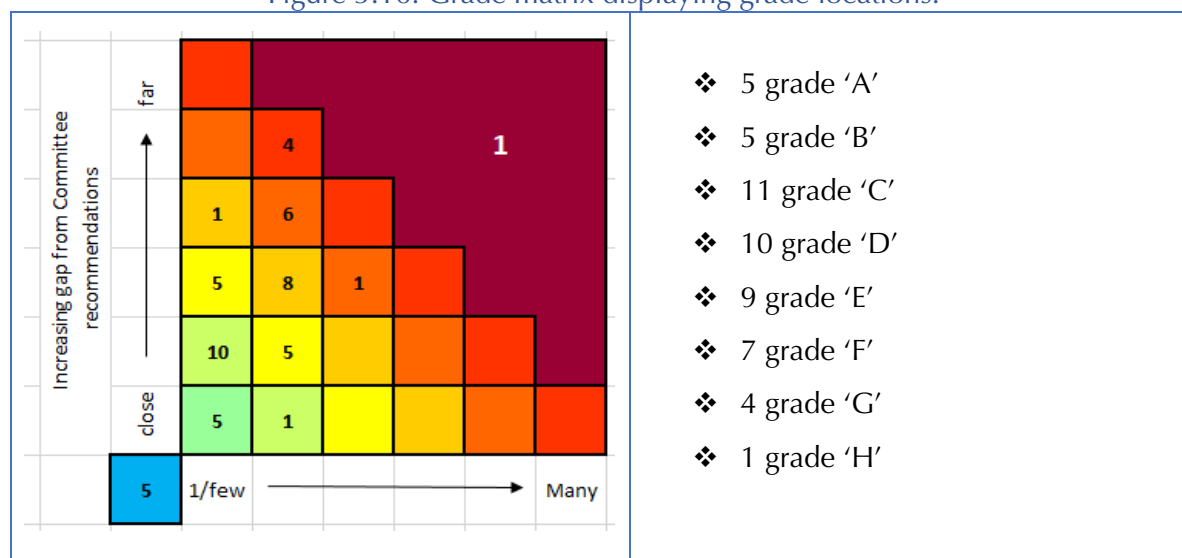 far
4
1
Increasing gap from Committee
recommendations
1
6
5
8
1
10
5
close
5
1
5
1/few
Many
❖ 5 grade ‘A’
❖ 5 grade ‘B’
❖ 11 grade ‘C’
❖ 10 grade ‘D’
❖ 9 grade ‘E’
❖ 7 grade ‘F’
❖ 4 grade ‘G’
❖ 1 grade ‘H’